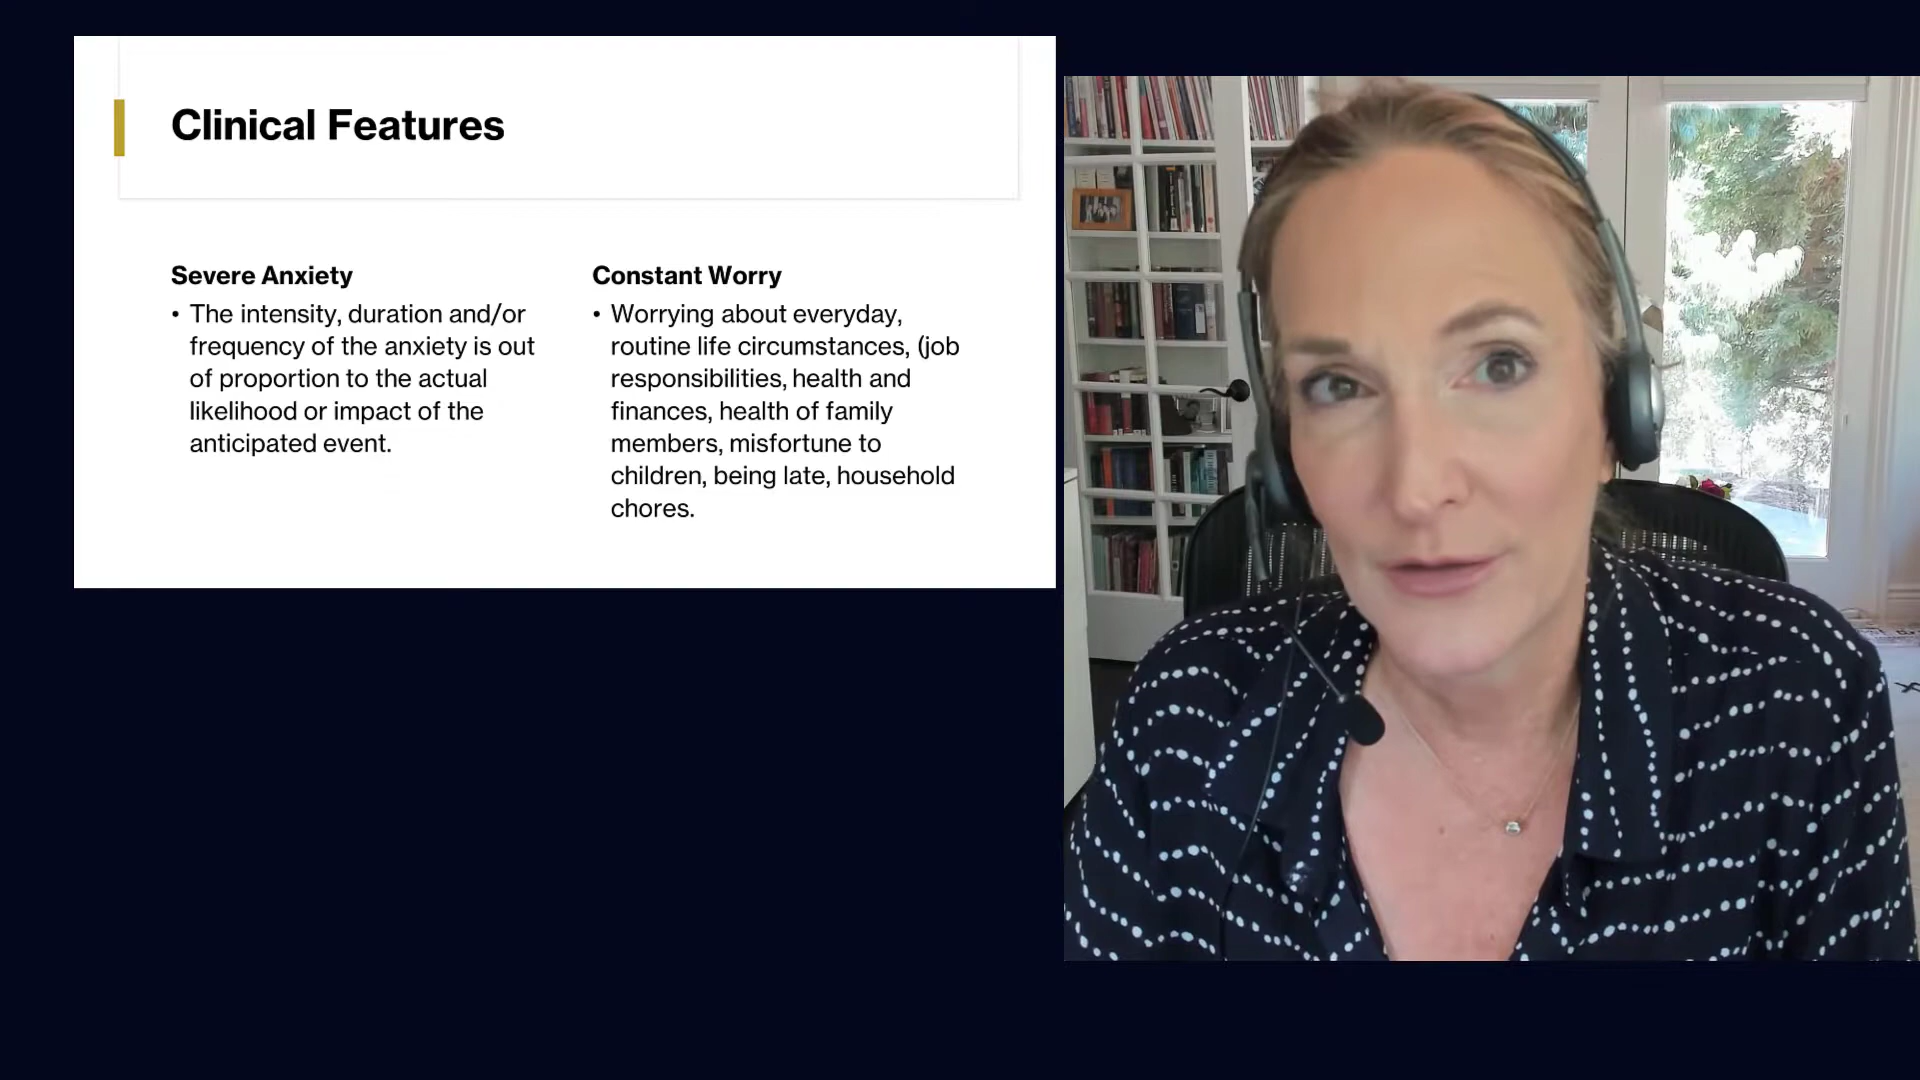 Clinical Features
Severe Anxiety
• The intensity, duration and/or
frequency of the anxiety is out
of proportion to the actual
likelihood or impact of the
anticipated event.
Constant Worry
• Worrying about everyday,
routine life circumstances, (job
responsibilities, health and
finances, health of family
members, misfortune to
children, being late, household
chores.